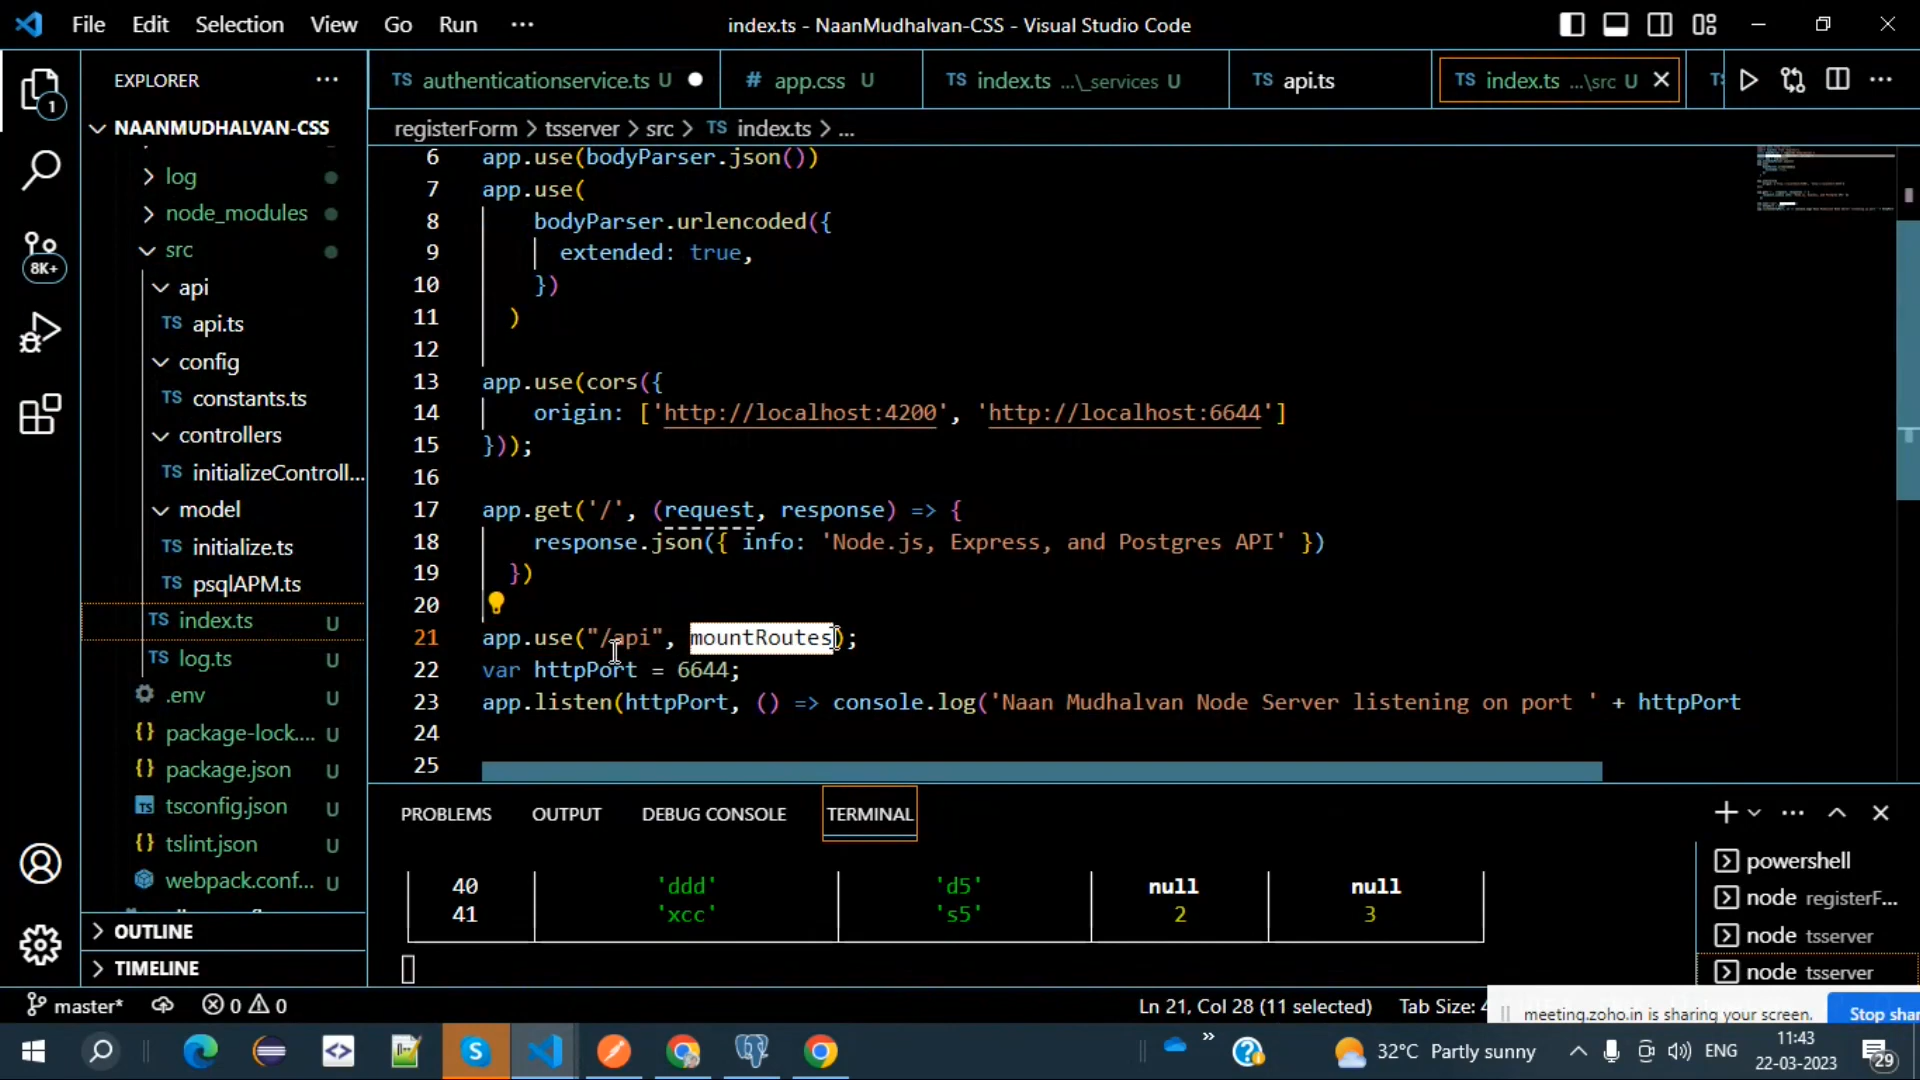 File Edit Selection View Go Run ··· index.ts - NaanMudhalvan-CSS - Visual Studio Code
EXPLORER ···
TS authenticationservice.ts U # app.css U TS index.ts ...\_services U TS api.ts TS index.ts ...\src U
registerForm > tsserver > src > TS index.ts > ...
1
8K+
NAANMUDHALVAN-CSS
log
node_modules
src
api
TS api.ts
config
TS constants.ts
controllers
TS initializeControll...
model
TS initialize.ts
TS psqlAPM.ts
TS index.ts U
TS log.ts U
.env U
{} package-lock.... U
{} package.json U
TS tsconfig.json U
{} tslint.json U
webpack.conf... U
OUTLINE
TIMELINE
6 app.use(bodyParser.json())
7 app.use(
8 bodyParser.urlencoded({
9 extended: true,
10 })
11 )
12
13 app.use(cors({
14 origin: ['http://localhost:4200', 'http://localhost:6644']
15 }));
16
17 app.get('/', (request, response) => {
18 response.json({ info: 'Node.js, Express, and Postgres API' })
19 })
20
21 app.use("/api", mountRoutes);
22 var httpPort = 6644;
23 app.listen(httpPort, () => console.log('Naan Mudhalvan Node Server listening on port ' + httpPort
24
25
PROBLEMS OUTPUT DEBUG CONSOLE TERMINAL
40 'ddd' 'd5' null null
41 'xcc' 's5' 2 3
powershell
node registerF...
node tsserver
node tsserver
master* 0 0 Ln 21, Col 28 (11 selected) Tab Size: 4
meeting.zoho.in is sharing your screen. Stop shar
32°C Partly sunny ENG 11:43
22-03-2023
29